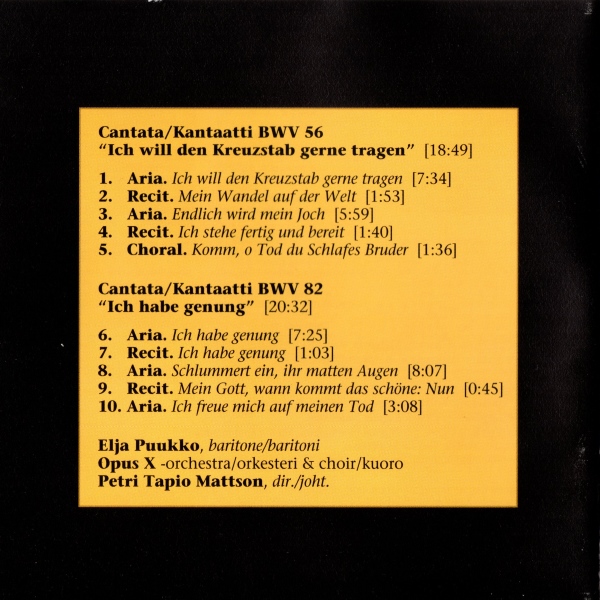 Cantata/Kantaatti BWV 56
“Ich will den Kreuzstab gerne tragen” [18:49]
1. Aria. Ich will den Kreuzstab gerne tragen [7:34]
2. Recit. Mein Wandel auf der Welt [1:53]
3. Aria. Endlich wird mein Joch [5:59]
4. Recit. Ich stehe fertig und bereit [1:40]
5. Choral. Komm, o Tod du Schlafes Bruder [1:36]
Cantata/Kantaatti BWV 82
“Ich habe genung” [20:32]
6. Aria. Ich habe genung [7:25]
7. Recit. Ich habe genung [1:03]
8. Aria. Schlummert ein, ihr matten Augen [8:07]
9. Recit. Mein Gott, wann kommt das schöne: Nun [0:45]
10. Aria. Ich freue mich auf meinen Tod [3:08]
Elja Puukko, baritone/baritoni
Opus X -orchestra/orkesteri & choir/kuoro
Petri Tapio Mattson, dir./joht.